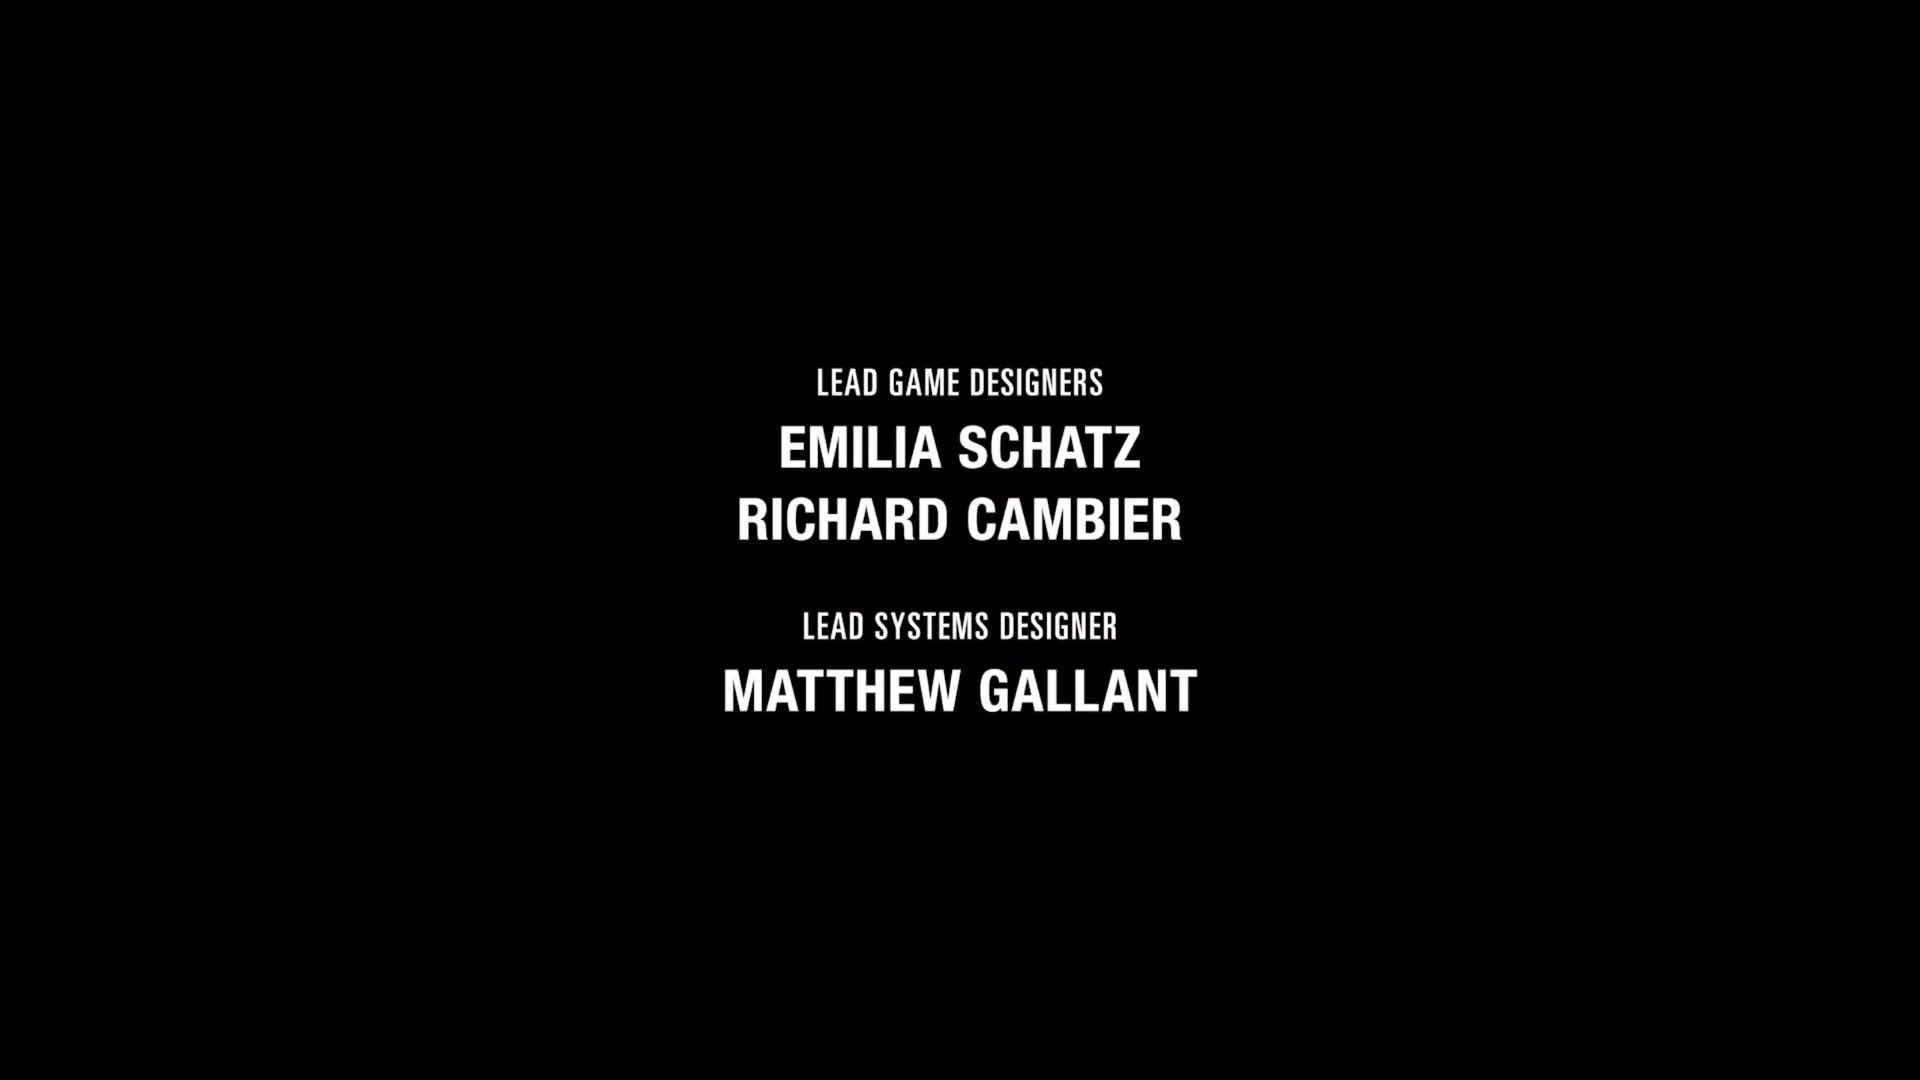 LEAD GAME DESIGNERS
EMILIA SCHATZ
RICHARD CAMBIER
LEAD SYSTEMS DESIGNER
MATTHEW GALLANT